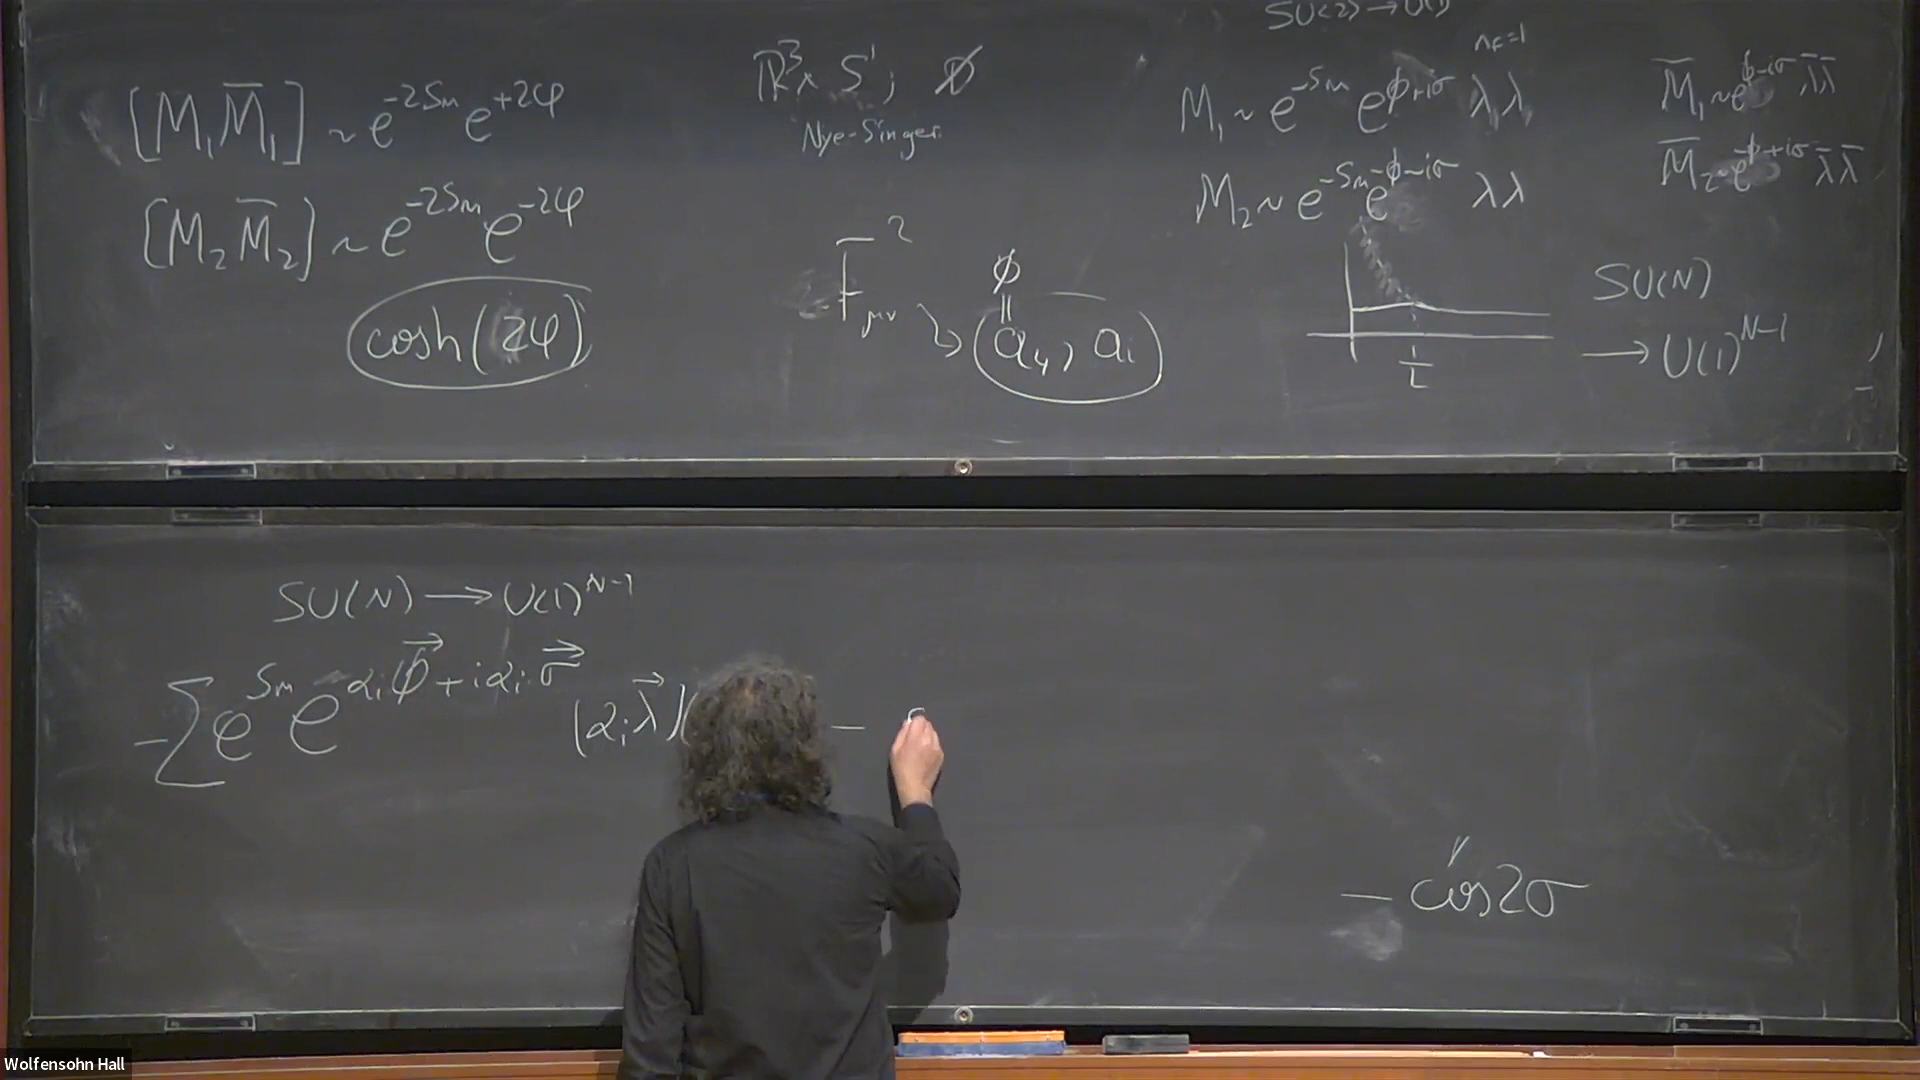 SU(2) → U(1)
n_f=1
[M₁M̄₁] ~ e^{-2S_m} e^{+2φ}
[M₂M̄₂] ~ e^{-2S_m} e^{-2φ}
cosh(2φ)
ℝ³×S¹; D̸
Nye-Singer
F²_{μν}
ϕ
||
(a₄, a_i)
M₁ ~ e^{-S_m} e^{ϕ+iσ} λλ
M₂ ~ e^{-S_m} e^{-ϕ-iσ} λλ
M̄₁ ~ e^{ϕ-iσ} λ̄λ̄
M̄₂ ~ e^{-ϕ+iσ} λ̄λ̄
1/L
SU(N)
→ U(1)^{N-1}
SU(N) → U(1)^{N-1}
-∑ e^{S_m} e^{α_i ϕ⃗ + iα_i·σ⃗} (α_i λ⃗)( -
- cos2σ
Wolfensohn Hall